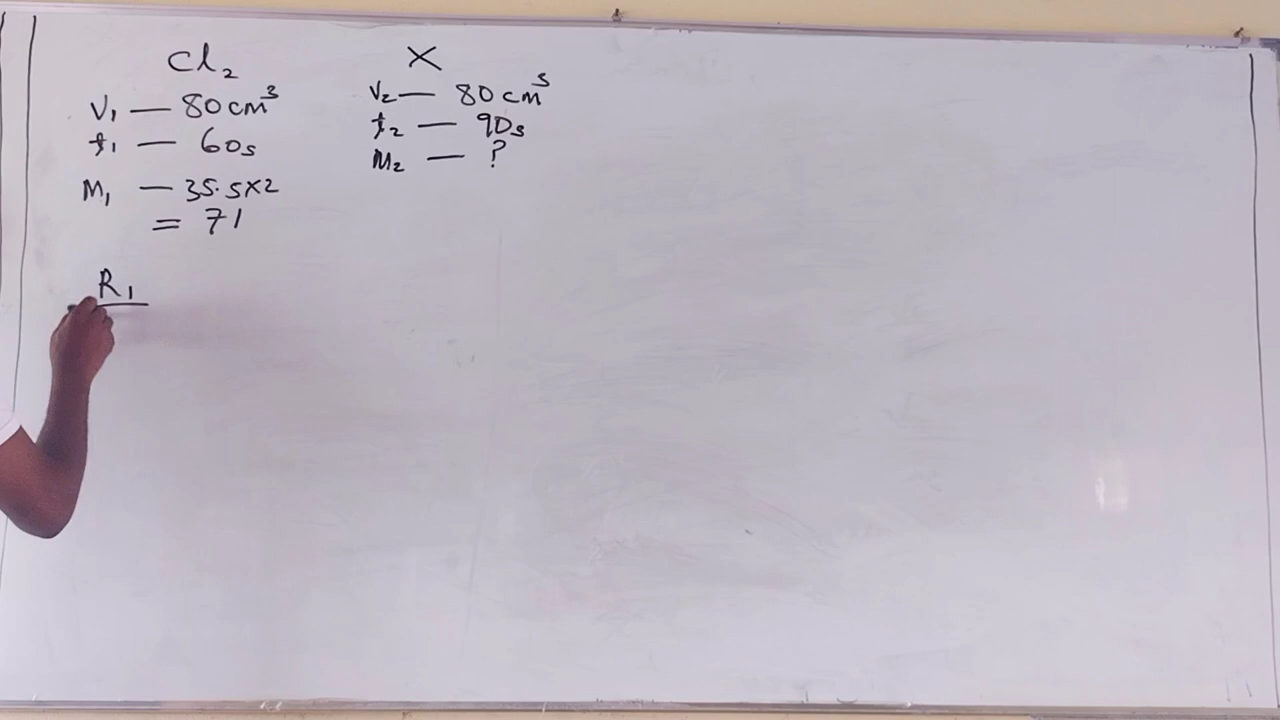 Cl₂
V₁ — 80cm³
t₁ — 60s
M₁ — 35.5×2
= 71
X
V₂ — 80cm³
t₂ — 90s
M₂ — ?
R₁